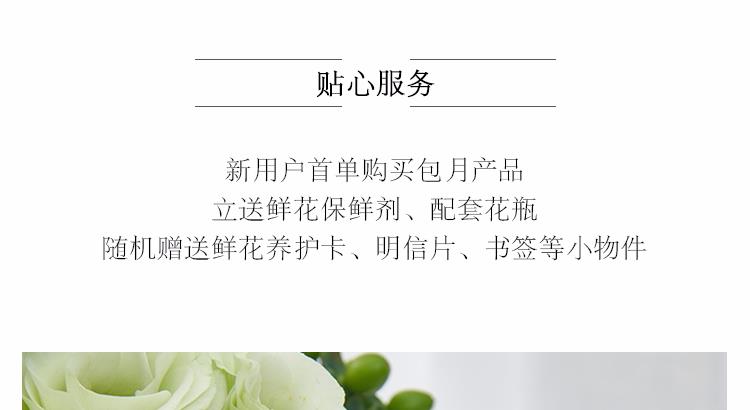 贴心服务
新用户首单购买包月产品
立送鲜花保鲜剂、配套花瓶
随机赠送鲜花养护卡、明信片、书签等小物件